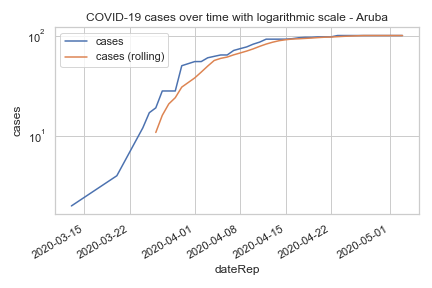 COVID-19 cases over time with logarithmic scale - Aruba
10²
cases
cases (rolling)
cases
10¹
2020-03-15
2020-03-22
2020-04-01
2020-04-08
2020-04-15
2020-04-22
2020-05-01
dateRep